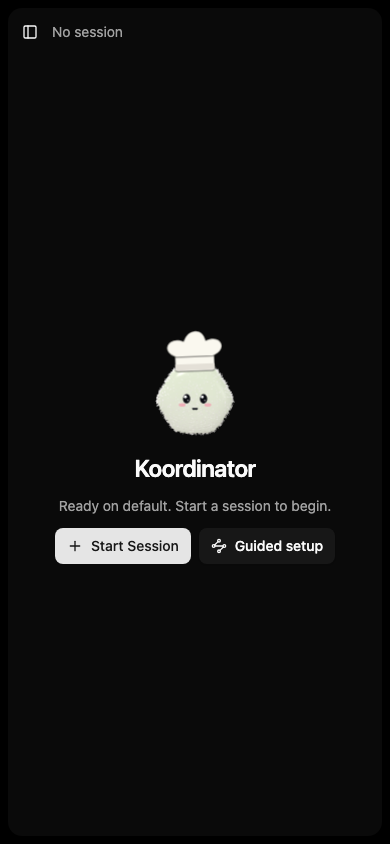 No session
Koordinator
Ready on default. Start a session to begin.
Start Session
Guided setup